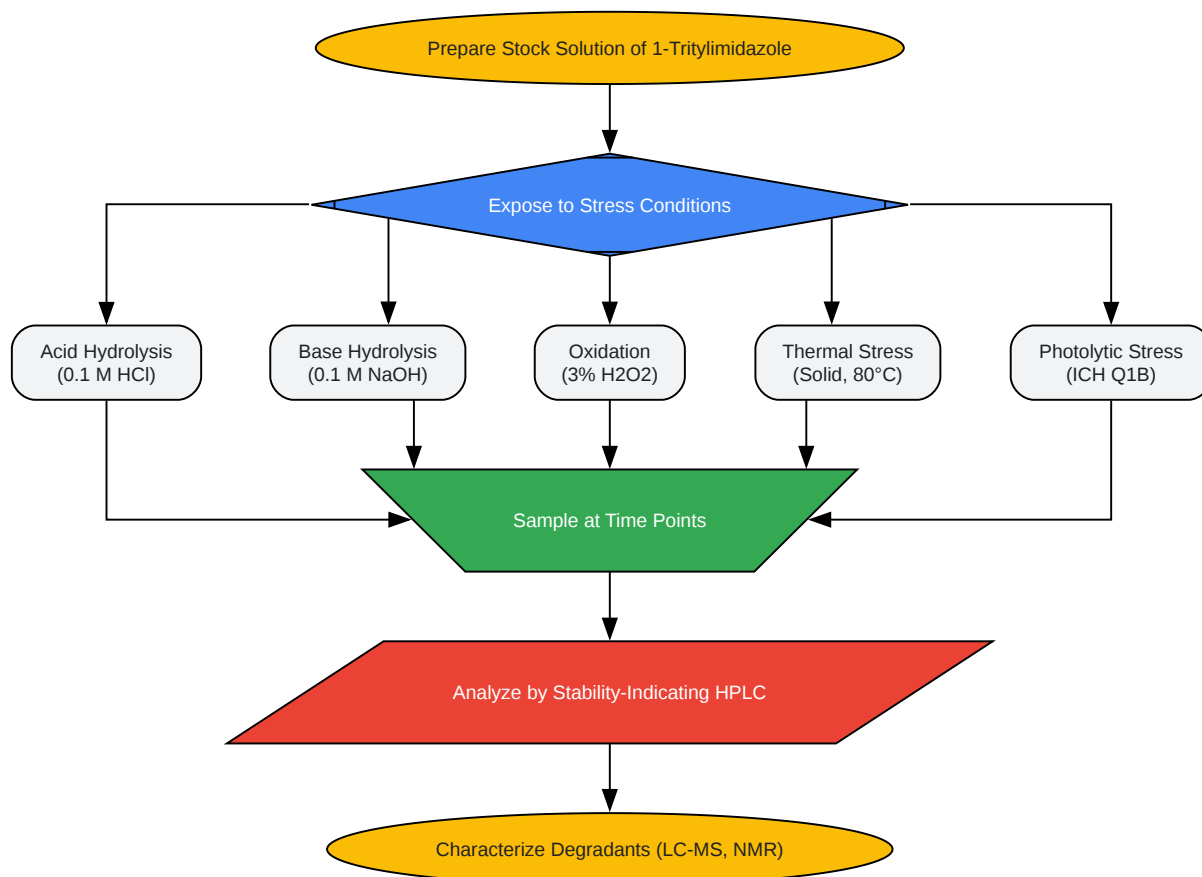 Prepare Stock Solution of 1-Tritylimidazole
Expose to Stress Conditions
Acid Hydrolysis
(0.1 M HCl)
Base Hydrolysis
(0.1 M NaOH)
Oxidation
(3% H2O2)
Thermal Stress
(Solid, 80°C)
Photolytic Stress
(ICH Q1B)
Sample at Time Points
Analyze by Stability-Indicating HPLC
Characterize Degradants (LC-MS, NMR)